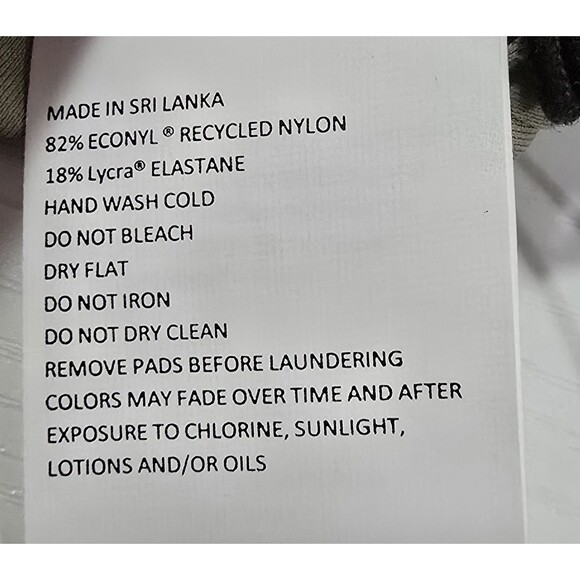 MADE IN SRI LANKA
82% ECONYL ® RECYCLED NYLON
18% Lycra® ELASTANE
HAND WASH COLD
DO NOT BLEACH
DRY FLAT
DO NOT IRON
DO NOT DRY CLEAN
REMOVE PADS BEFORE LAUNDERING
COLORS MAY FADE OVER TIME AND AFTER
EXPOSURE TO CHLORINE, SUNLIGHT,
LOTIONS AND/OR OILS